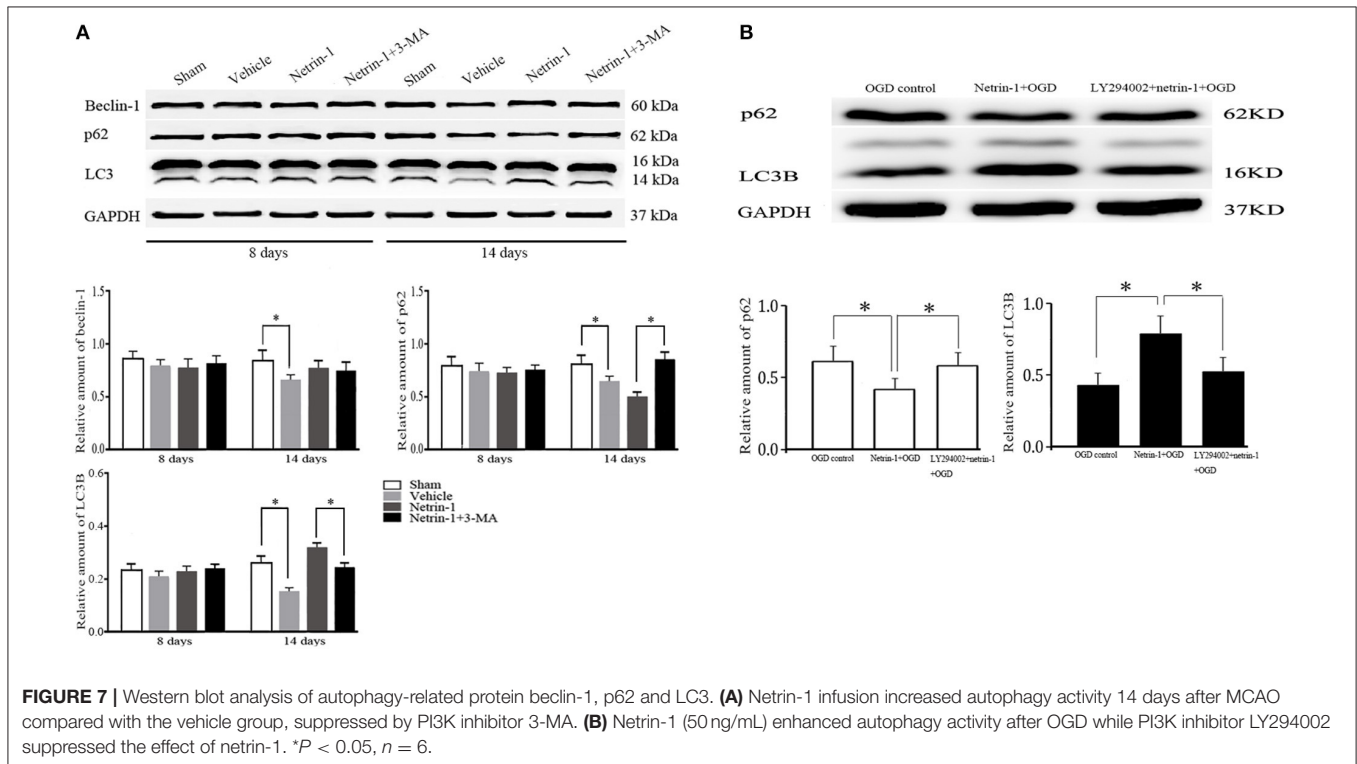 A
Sham Vehicle Netrin-1 Netrin-1+3-MA Sham Vehicle Netrin-1 Netrin-1+3-MA
Beclin-1 60 kDa
p62 62 kDa
LC3 16 kDa
14 kDa
GAPDH 37 kDa
8 days 14 days
Relative amount of beclin-1
1.5
1.0
0.5
0.0
*
8 days 14 days
Relative amount of p62
1.5
1.0
0.5
0.0
* *
8 days 14 days
Relative amount of LC3B
0.6
0.4
0.2
0.0
* *
8 days 14 days
Sham
Vehicle
Netrin-1
Netrin-1+3-MA
B
OGD control Netrin-1+OGD LY294002+netrin-1+OGD
p62 62KD
LC3B 16KD
GAPDH 37KD
Relative amount of p62
1.0
0.5
0.0
* *
OGD control Netrin-1+OGD LY294002+netrin-1
+OGD
Relative amount of LC3B
1.0
0.5
0.0
* *
OGD control Netrin-1+OGD LY294002+netrin-1
+OGD
FIGURE 7 | Western blot analysis of autophagy-related protein beclin-1, p62 and LC3. (A) Netrin-1 infusion increased autophagy activity 14 days after MCAO
compared with the vehicle group, suppressed by PI3K inhibitor 3-MA. (B) Netrin-1 (50 ng/mL) enhanced autophagy activity after OGD while PI3K inhibitor LY294002
suppressed the effect of netrin-1. *P < 0.05, n = 6.